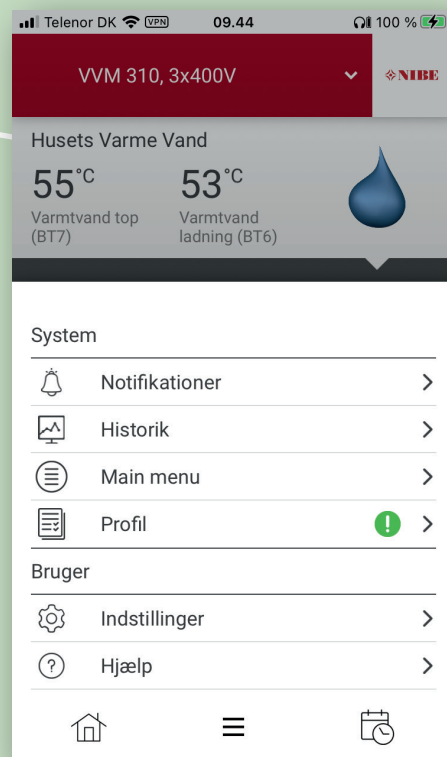 Telenor DK VPN 09.44 100 %
VVM 310, 3x400V
NIBE
Husets Varme Vand
55°C 53°C
Varmtvand top Varmtvand
(BT7) ladning (BT6)
System
Notifikationer
Historik
Main menu
Profil
Bruger
Indstillinger
Hjælp